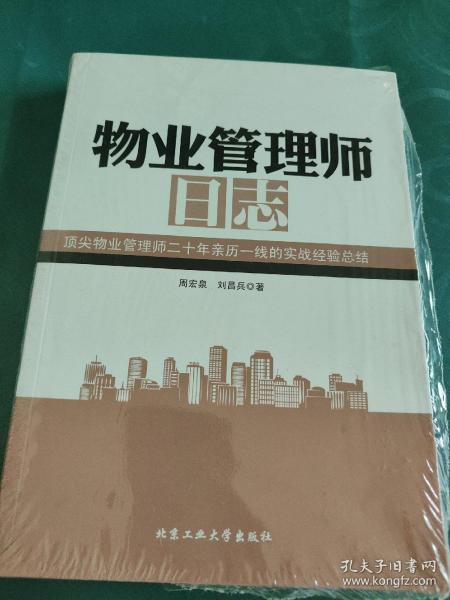 物业管理师
日志
顶尖物业管理师二十年亲历一线的实战经验总结
周宏泉 刘昌兵◎著
北京工业大学出版社
孔夫子旧书网
www.kongfz.com